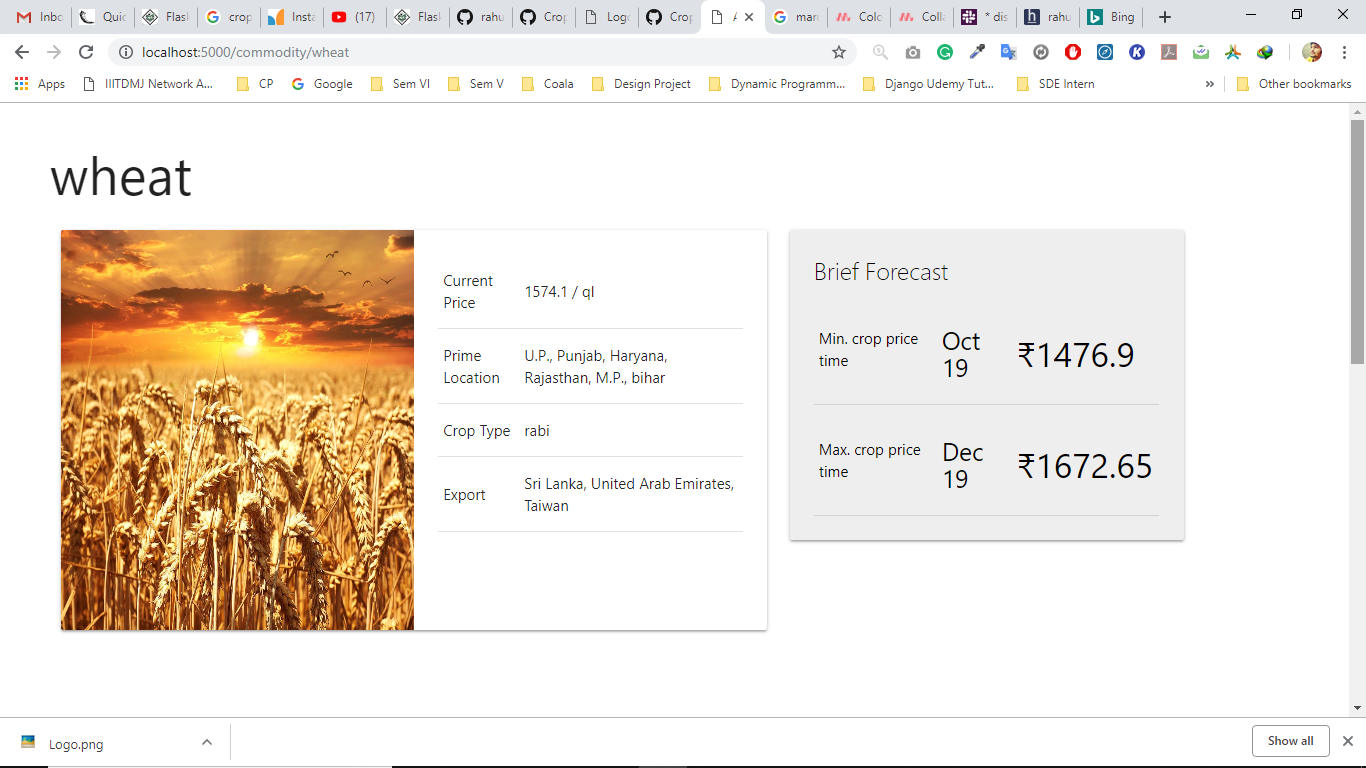 Inbo
Quic
Flas
crop
Insta
(17)
Flas
rahu
Crop
Logo
Crop
A
mar
Colo
Colla
* dis
rahu
Bing
localhost:5000/commodity/wheat
Apps
IIITDMJ Network A...
CP
Google
Sem VI
Sem V
Coala
Design Project
Dynamic Programm...
Django Udemy Tut...
SDE Intern
»
Other bookmarks
wheat
Current
Price
1574.1 / ql
Prime
Location
U.P., Punjab, Haryana,
Rajasthan, M.P., bihar
Crop Type
rabi
Export
Sri Lanka, United Arab Emirates,
Taiwan
Brief Forecast
Min. crop price
time
Oct
19
₹1476.9
Max. crop price
time
Dec
19
₹1672.65
Logo.png
Show all